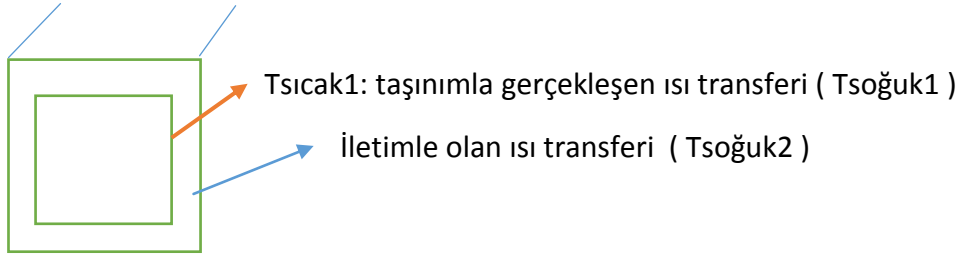 Tsıcak1: taşınımla gerçekleşen ısı transferi ( Tsoğuk1 )
İletimle olan ısı transferi ( Tsoğuk2 )